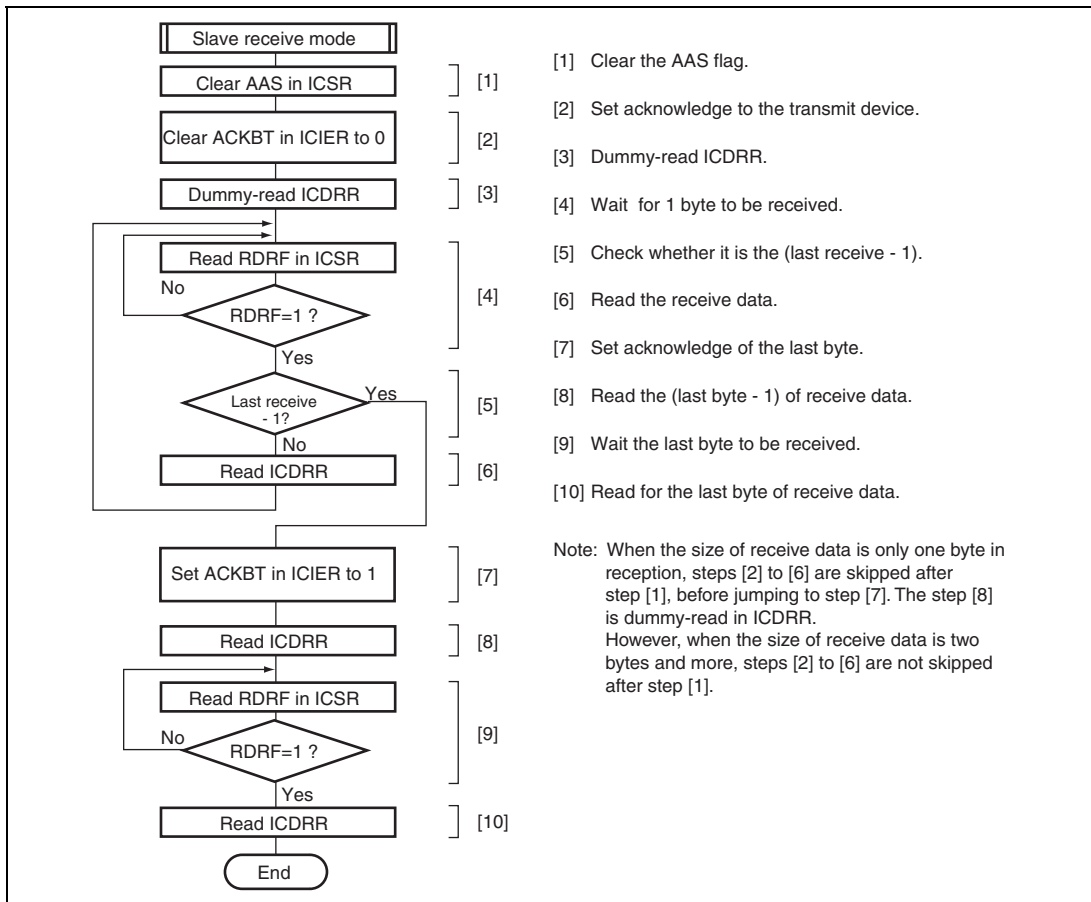 Slave receive mode
Clear AAS in ICSR
[1]
Clear ACKBT in ICIER to 0
[2]
Dummy-read ICDRR
[3]
Read RDRF in ICSR
No
RDRF=1 ?
[4]
Yes
Last receive
- 1?
Yes
[5]
No
Read ICDRR
[6]
Set ACKBT in ICIER to 1
[7]
Read ICDRR
[8]
Read RDRF in ICSR
No
RDRF=1 ?
[9]
Yes
Read ICDRR
[10]
End
[1] Clear the AAS flag.
[2] Set acknowledge to the transmit device.
[3] Dummy-read ICDRR.
[4] Wait for 1 byte to be received.
[5] Check whether it is the (last receive - 1).
[6] Read the receive data.
[7] Set acknowledge of the last byte.
[8] Read the (last byte - 1) of receive data.
[9] Wait the last byte to be received.
[10] Read for the last byte of receive data.
Note: When the size of receive data is only one byte in
reception, steps [2] to [6] are skipped after
step [1], before jumping to step [7]. The step [8]
is dummy-read in ICDRR.
However, when the size of receive data is two
bytes and more, steps [2] to [6] are not skipped
after step [1].